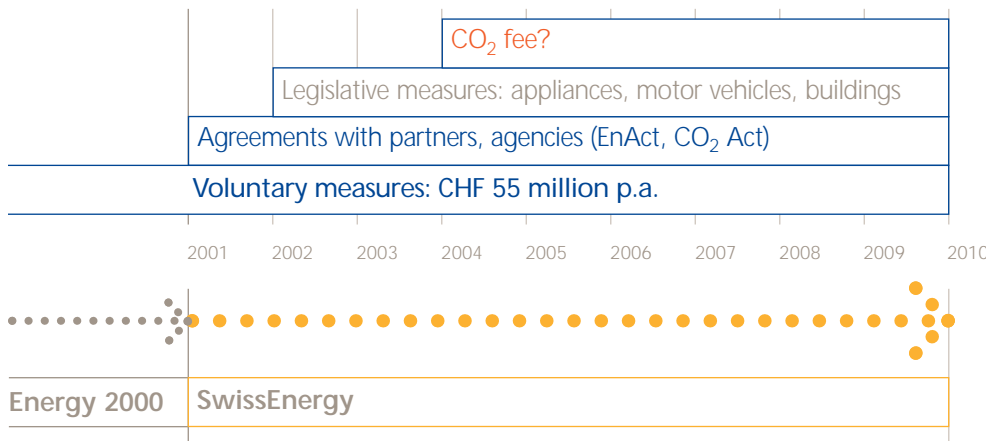 CO₂ fee?
Legislative measures: appliances, motor vehicles, buildings
Agreements with partners, agencies (EnAct, CO₂ Act)
Voluntary measures: CHF 55 million p.a.
2001 2002 2003 2004 2005 2006 2007 2008 2009 2010
Energy 2000 SwissEnergy